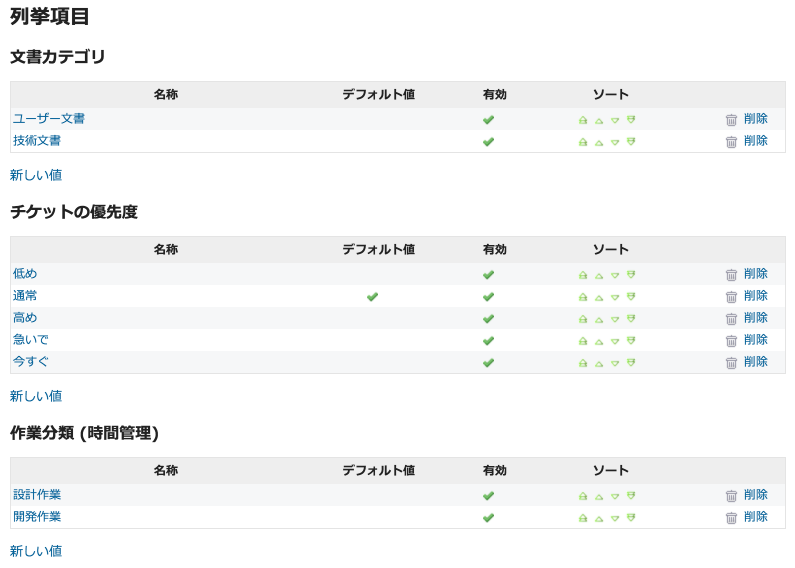 列挙項目
文書カテゴリ
名称 デフォルト値 有効 ソート
ユーザー文書 削除
技術文書 削除
新しい値
チケットの優先度
名称 デフォルト値 有効 ソート
低め 削除
通常 削除
高め 削除
急いで 削除
今すぐ 削除
新しい値
作業分類 (時間管理)
名称 デフォルト値 有効 ソート
設計作業 削除
開発作業 削除
新しい値